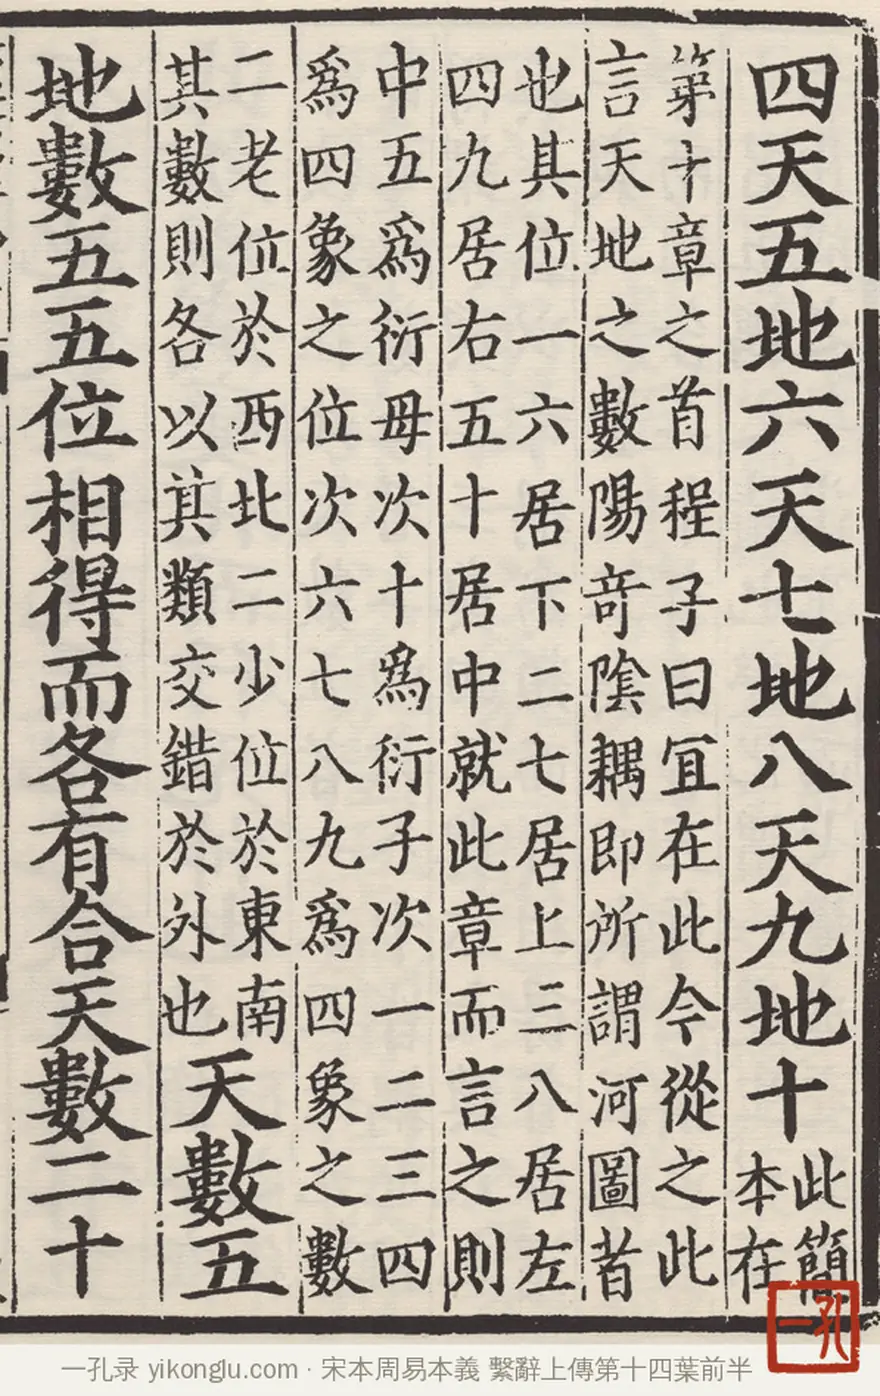 四天五地六天七地八天九地十
此簡
本在
第十章之首程子曰冝在此今從之此
言天地之數陽竒隂耦即所謂河圖者
也其位一六居下二七居上三八居左
四九居右五十居中就此章而言之則
中五爲衍母次十爲衍子次一二三四
爲四象之位次六七八九爲四象之數
二老位於西北二少位於東南
其數則各以其類交錯於外也
天數五
地數五五位相得而各有合天數二十
一孔
一孔录 yikonglu.com · 宋本周易本義 繫辭上傳第十四葉前半